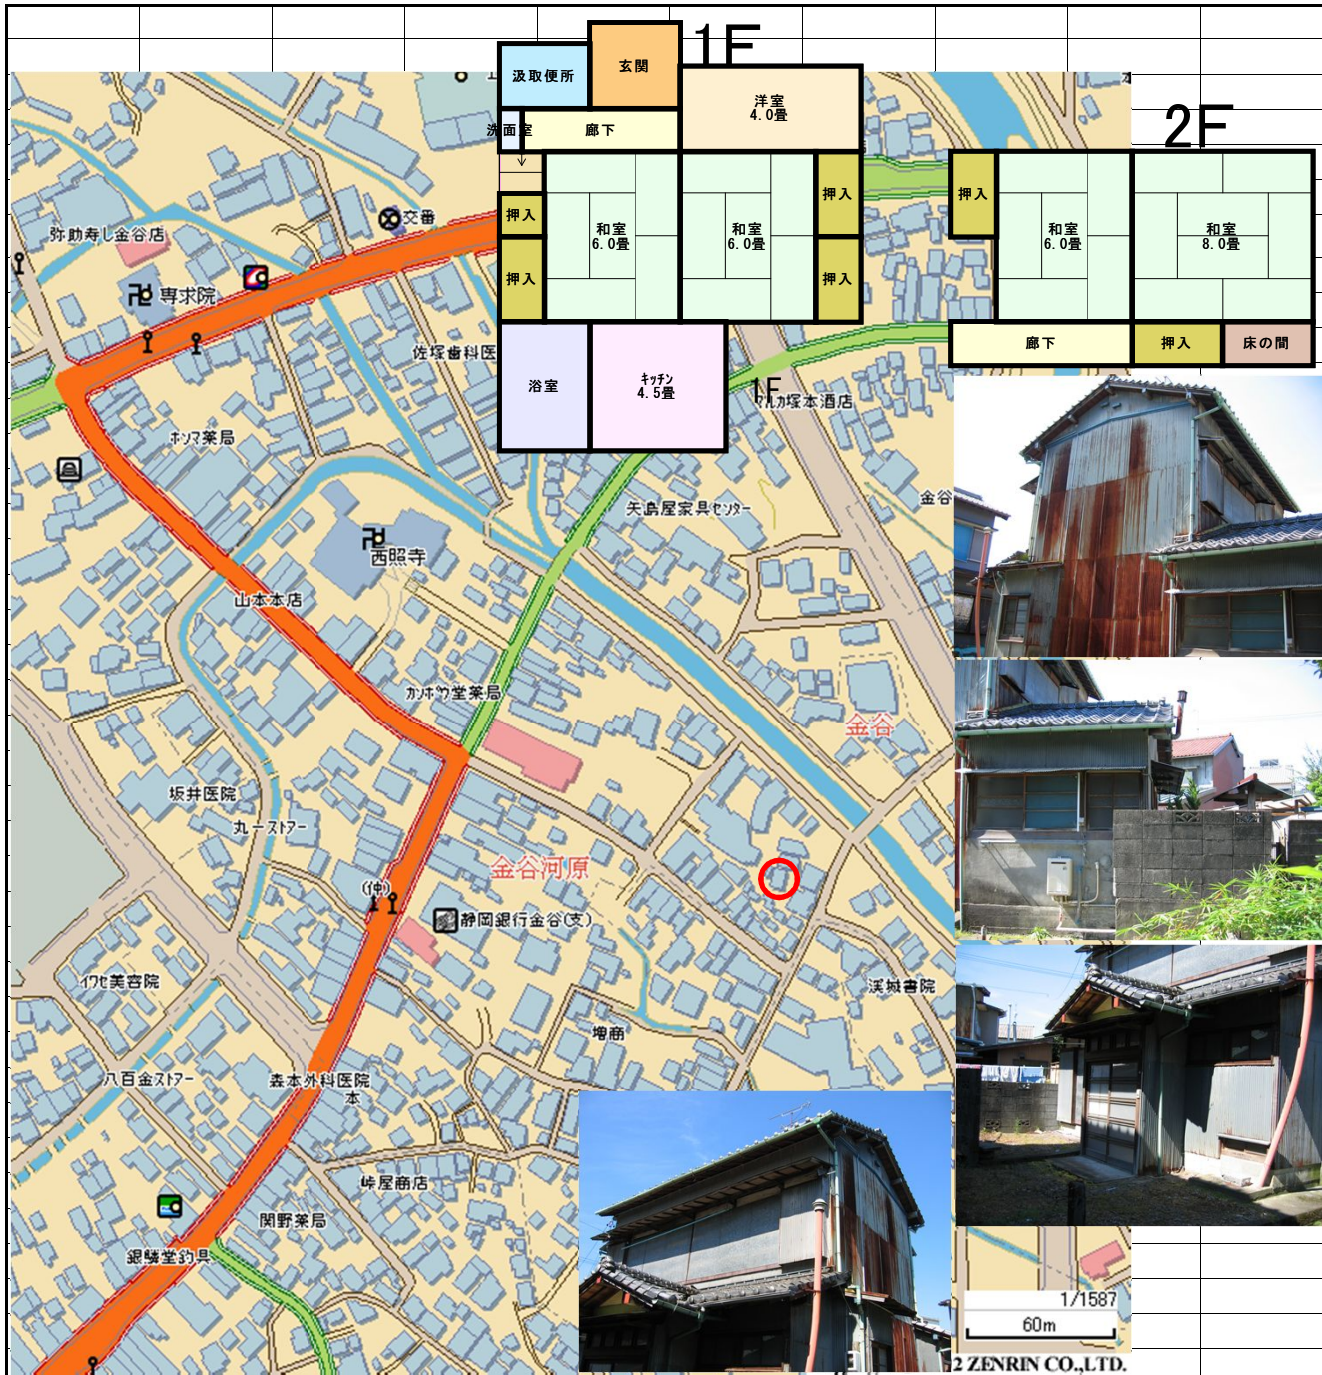 1F
汲取便所
玄関
洋室
4.0畳
洗面室
廊下
2F
押入
和室
6.0畳
和室
6.0畳
押入
押入
押入
押入
和室
6.0畳
和室
8.0畳
廊下
押入
床の間
浴室
キッチン
4.5畳
1F
交番
弥助寿し金谷店
専求院
佐塚歯科医
マルカ塚本酒店
ホンマ薬局
矢島屋家具センター
金谷
西照寺
山本本店
カンポウ堂薬局
金谷
坂井医院
丸一ストアー
金谷河原
(仲)
静岡銀行金谷(支)
イワセ美容院
渓城書院
増商
八百金ストアー
森本外科医院
本
峠屋商店
関野薬局
銀鱗堂釣具
1/1587
60m
2 ZENRIN CO.,LTD.